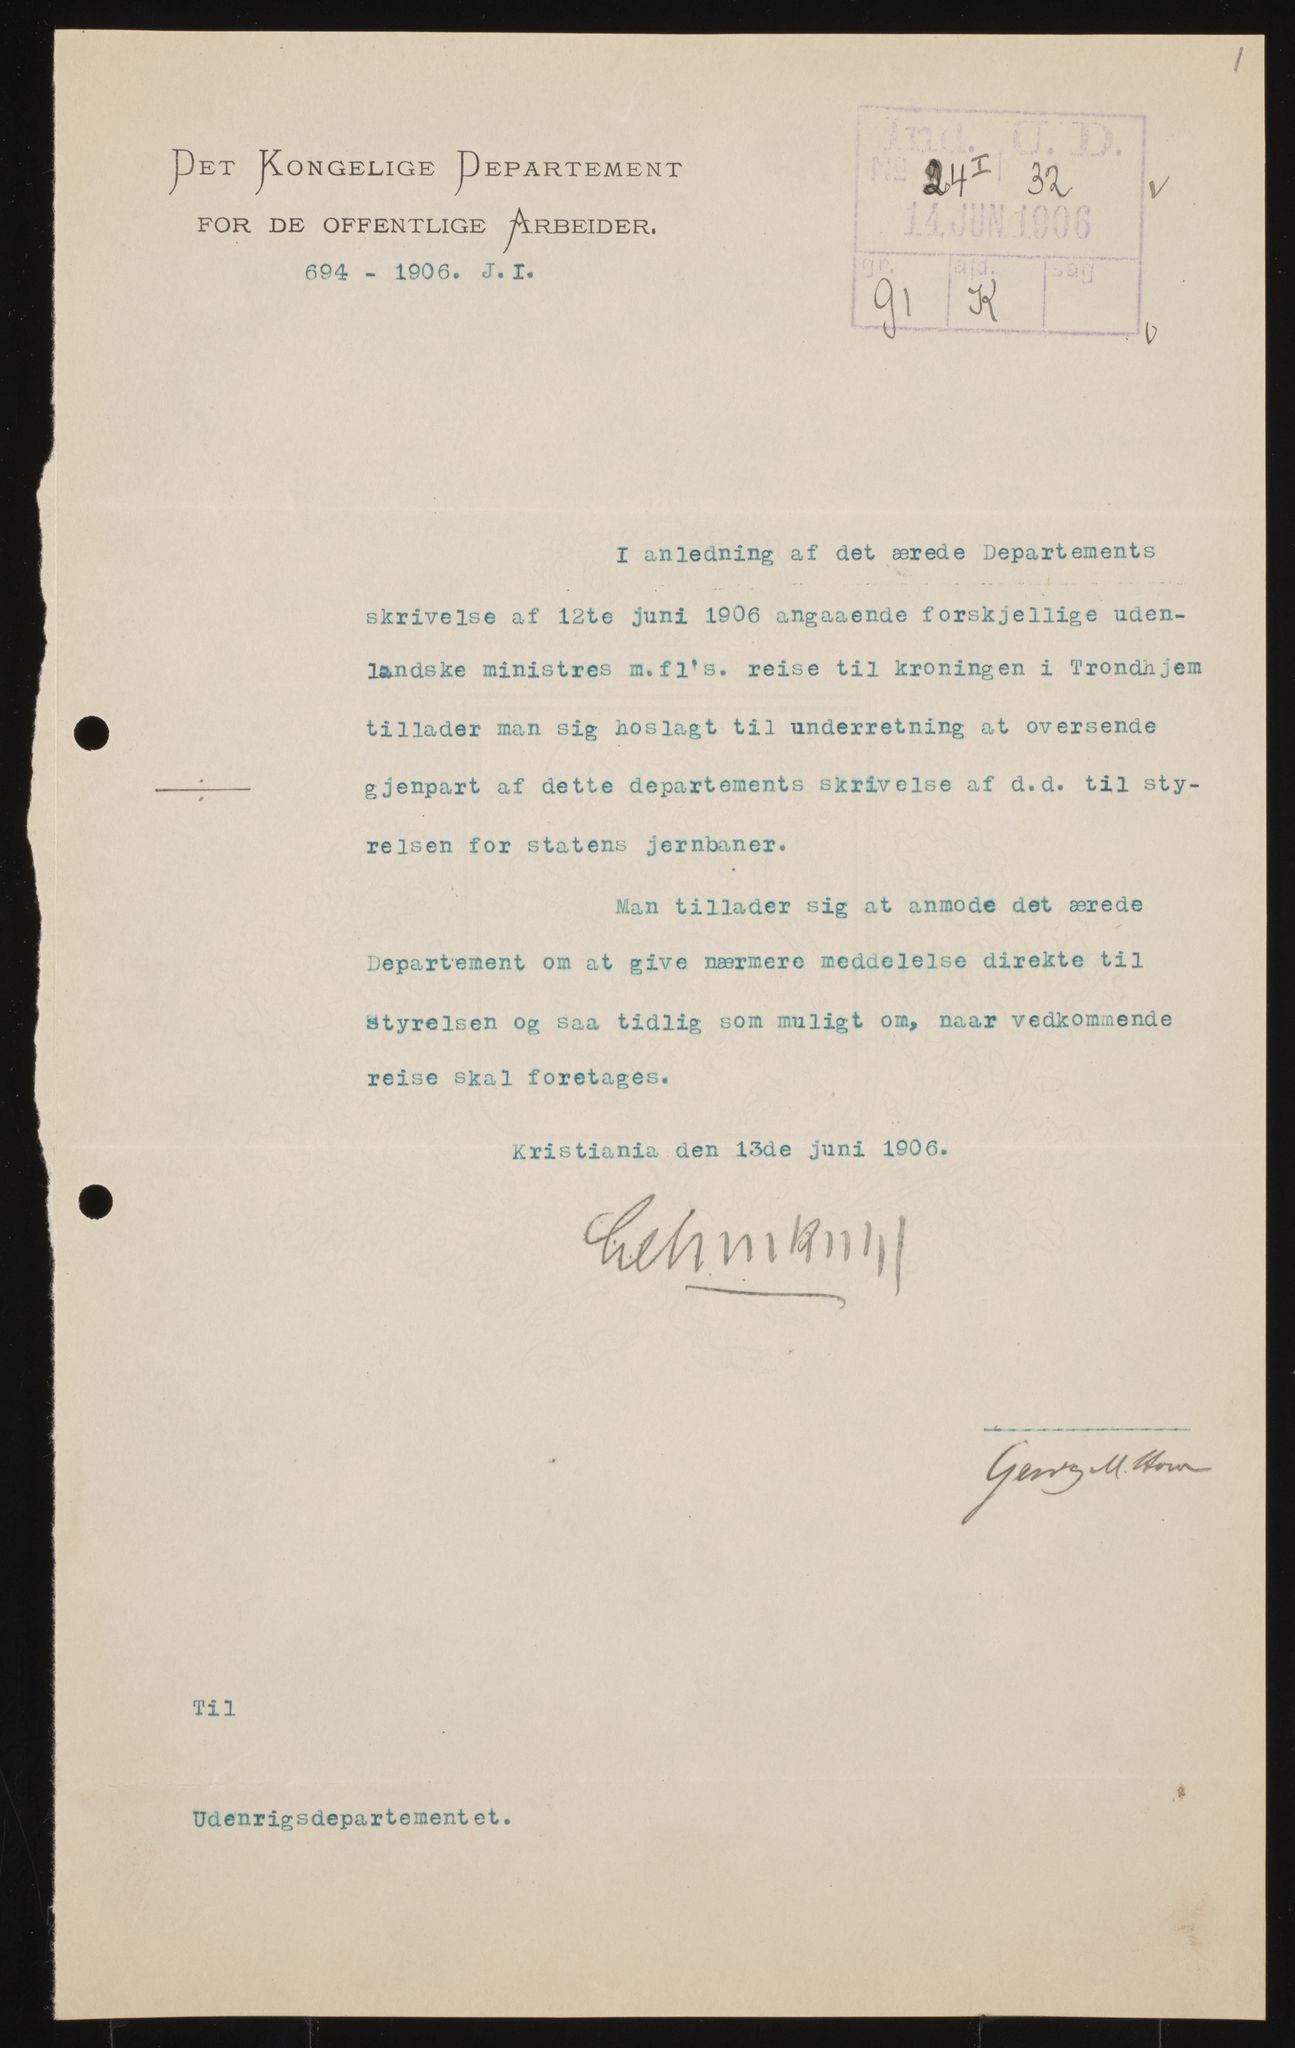 1
DET KONGELIGE DEPARTEMENT
FOR DE OFFENTLIGE ARBEIDER.
694 - 1906. J.I.
Ind. U. D.
No 24 I 32
14 JUN 1906
gr. afd. sag
91 K
I anledning af det ærede Departements
skrivelse af 12te juni 1906 angaaende forskjellige uden-
landske ministres m.fl's. reise til kroningen i Trondhjem
tillader man sig hoslagt til underretning at oversende
gjenpart af dette departements skrivelse af d.d. til sty-
relsen for statens jernbaner.
Man tillader sig at anmode det ærede
Departement om at give nærmere meddelelse direkte til
styrelsen og saa tidlig som muligt om, naar vedkommende
reise skal foretages.
Kristiania den 13de juni 1906.
Til
Udenrigsdepartementet.